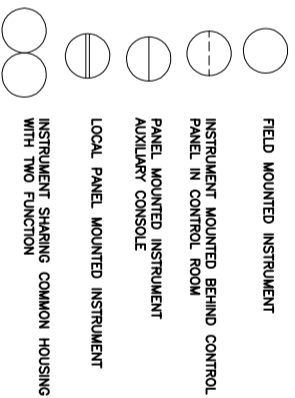 FIELD MOUNTED INSTRUMENT
INSTRUMENT MOUNTED BEHIND CONTROL
PANEL IN CONTROL ROOM
PANEL MOUNTED INSTRUMENT
AUXILIARY CONSOLE
LOCAL PANEL MOUNTED INSTRUMENT
INSTRUMENT SHARING COMMON HOUSING
WITH TWO FUNCTION